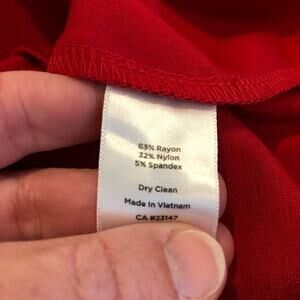 63% Rayon
32% Nylon
5% Spandex
Dry Clean
Made in Vietnam
CA #23147